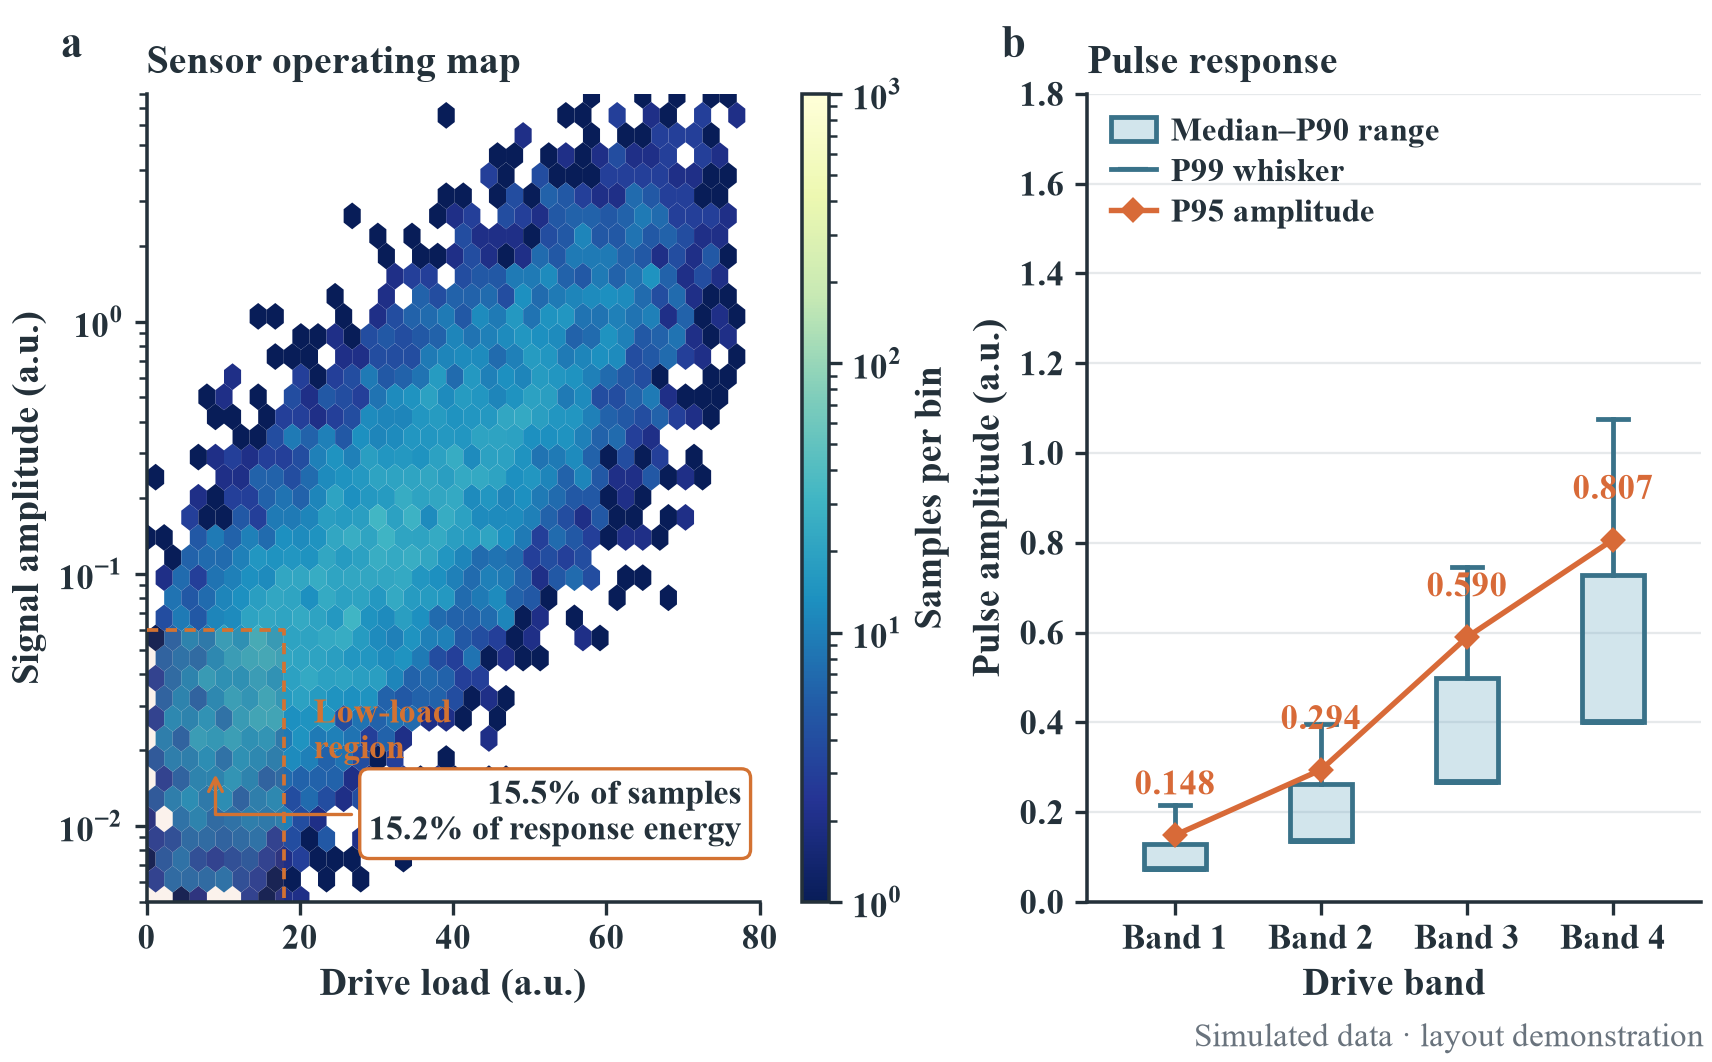 a
Sensor operating map
Signal amplitude (a.u.)
10⁰
10⁻¹
10⁻²
Low-load
region
15.5% of samples
15.2% of response energy
0
20
40
60
80
Drive load (a.u.)
10³
10²
10¹
10⁰
Samples per bin
b
Pulse response
Median–P90 range
P99 whisker
P95 amplitude
Pulse amplitude (a.u.)
1.8
1.6
1.4
1.2
1.0
0.8
0.6
0.4
0.2
0.0
0.148
0.294
0.590
0.807
Band 1
Band 2
Band 3
Band 4
Drive band
Simulated data · layout demonstration